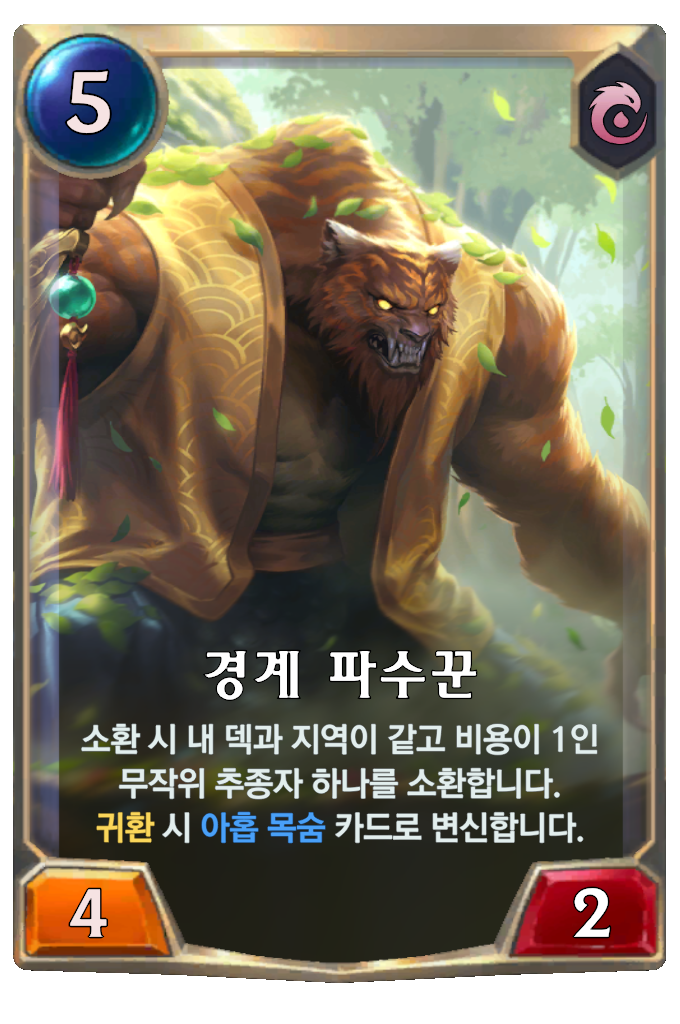 5
경계 파수꾼
소환 시 내 덱과 지역이 같고 비용이 1인
무작위 추종자 하나를 소환합니다.
귀환 시 아홉 목숨 카드로 변신합니다.
4
2